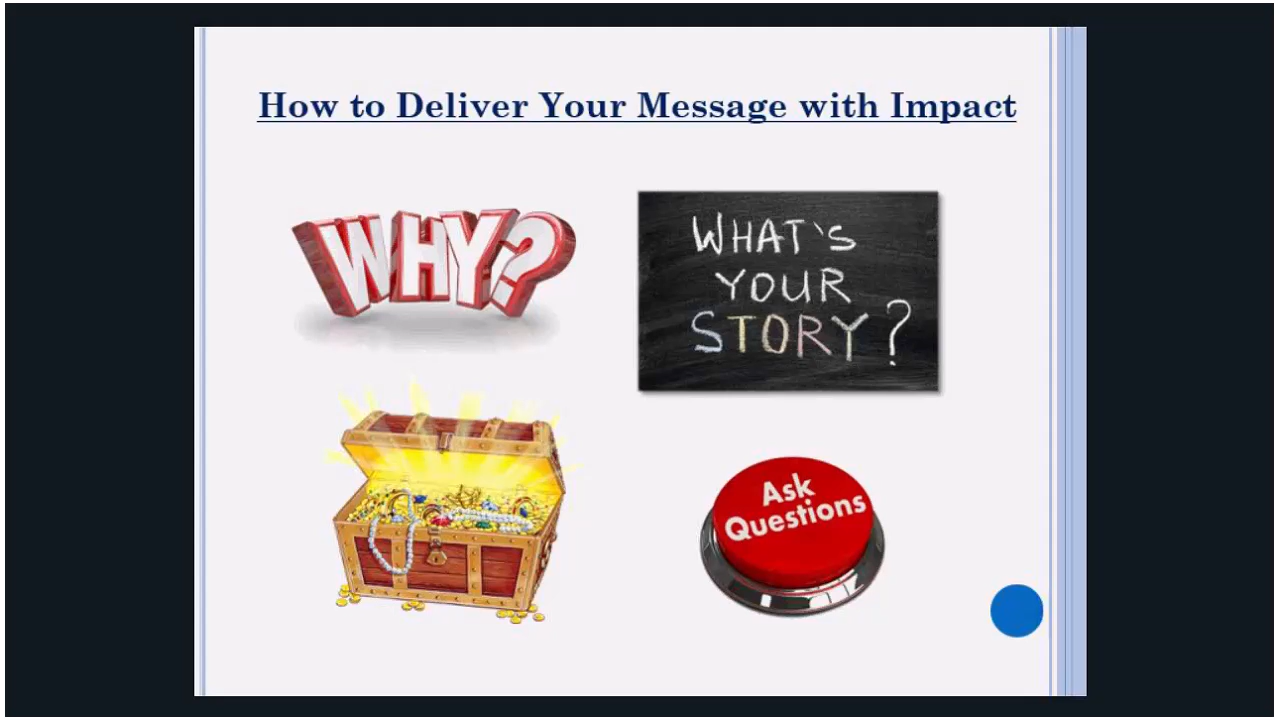 How to Deliver Your Message with Impact
WHY?
WHAT'S
YOUR
STORY?
Ask
Questions